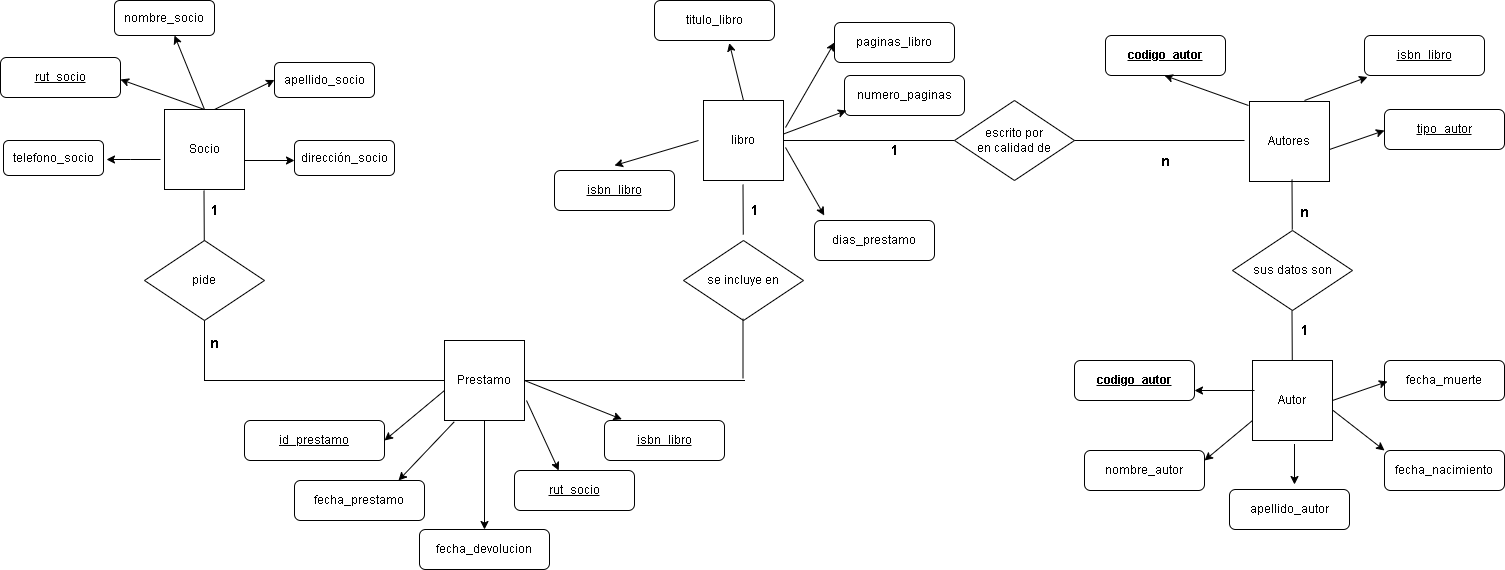 nombre_socio
rut_socio
apellido_socio
telefono_socio
Socio
dirección_socio
1
pide
n
titulo_libro
paginas_libro
numero_paginas
libro
isbn_libro
dias_prestamo
1
escrito por
en calidad de
n
1
se incluye en
codigo_autor
isbn_libro
tipo_autor
Autores
n
sus datos son
1
Prestamo
id_prestamo
isbn_libro
fecha_prestamo
rut_socio
fecha_devolucion
codigo_autor
fecha_muerte
Autor
nombre_autor
fecha_nacimiento
apellido_autor